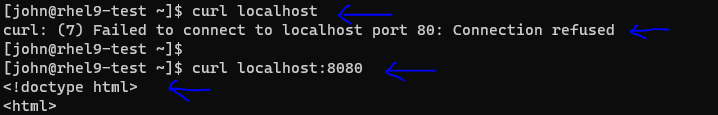 [john@rhel9-test ~]$ curl localhost
curl: (7) Failed to connect to localhost port 80: Connection refused
[john@rhel9-test ~]$
[john@rhel9-test ~]$ curl localhost:8080
<!doctype html>
<html>